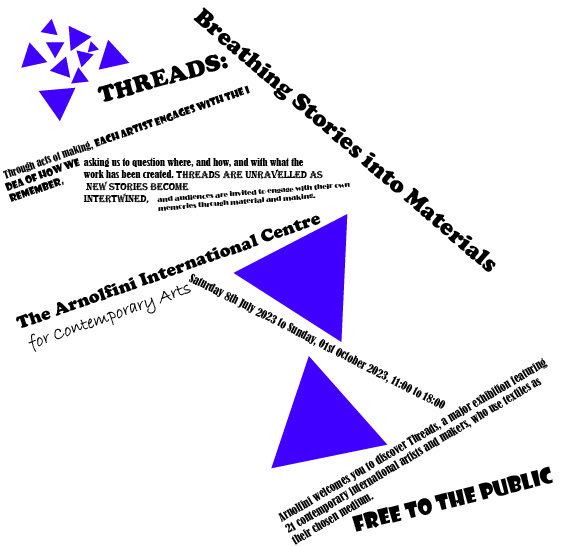 THREADS:
Breathing Stories into Materials
Through acts of making, EACH ARTIST ENGAGES WITH THE I
DEA OF HOW WE
REMEMBER,
asking us to question where, and how, and with what the
work has been created. THREADS ARE UNRAVELLED AS
NEW STORIES BECOME
INTERTWINED,
and audiences are invited to engage with their own
memories through material and making.
The Arnolfini International Centre
for Contemporary Arts
Saturday 8th July 2023 to Sunday, 01st October 2023, 11:00 to 18:00
Arnolfini welcomes you to discover Threads, a major exhibition featuring
21 contemporary international artists and makers, who use textiles as
their chosen medium.
FREE TO THE PUBLIC